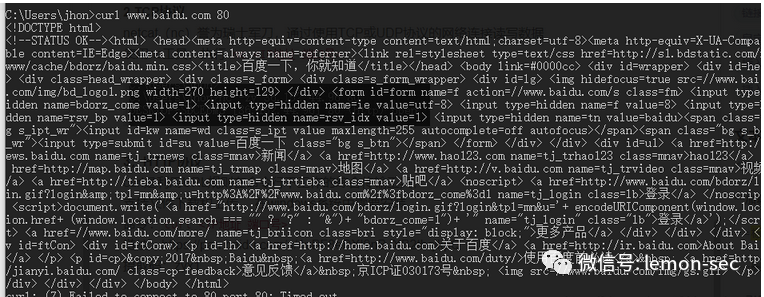 C:\Users\jhon>curl www.baidu.com 80
<!DOCTYPE html>
<!--STATUS OK--><html> <head><meta http-equiv=content-type content=text/html;charset=utf-8><meta http-equiv=X-UA-Compa
ble content=IE=Edge><meta content=always name=referrer><link rel=stylesheet type=text/css href=http://s1.bdstatic.com/
www/cache/bdorz/baidu.min.css><title>百度一下，你就知道</title></head> <body link=#0000cc> <div id=wrapper> <div id=he
> <div class=head_wrapper> <div class=s_form> <div class=s_form_wrapper> <div id=lg> <img hidefocus=true src=//www.bai
.com/img/bd_logo1.png width=270 height=129> </div> <form id=form name=f action=//www.baidu.com/s class=fm> <input type
idden name=bdorz_come value=1> <input type=hidden name=ie value=utf-8> <input type=hidden name=f value=8> <input type=
idden name=rsv_bp value=1> <input type=hidden name=rsv_idx value=1> <input type=hidden name=tn value=baidu><span class
g s_ipt_wr"><input id=kw name=wd class=s_ipt value maxlength=255 autocomplete=off autofocus></span><span class="bg s_b
_wr"><input type=submit id=su value=百度一下 class="bg s_btn"></span> </form> </div> </div> <div id=u1> <a href=http:/
ews.baidu.com name=tj_trnews class=mnav>新闻</a> <a href=http://www.hao123.com name=tj_trhao123 class=mnav>hao123</a>
href=http://map.baidu.com name=tj_trmap class=mnav>地图</a> <a href=http://v.baidu.com name=tj_trvideo class=mnav>视频
/a> <a href=http://tieba.baidu.com name=tj_trtieba class=mnav>贴吧</a> <noscript> <a href=http://www.baidu.com/bdorz/l
in.gif?login&amp;tpl=mn&amp;u=http%3A%2F%2Fwww.baidu.com%2f%3fbdorz_come%3d1 name=tj_login class=lb>登录</a> </noscrip
<script>document.write('<a href="http://www.baidu.com/bdorz/login.gif?login&tpl=mn&u='+ encodeURIComponent(window.loc
ion.href+ (window.location.search === "" ? "?" : "&")+ "bdorz_come=1")+ '" name="tj_login" class="lb">登录</a>');</scr
t> <a href=//www.baidu.com/more/ name=tj_briicon class=bri style="display: block;">更多产品</a> </div> </div> </div> <
v id=ftCon> <div id=ftConw> <p id=lh> <a href=http://home.baidu.com>关于百度</a> <a href=http://ir.baidu.com>About Bai
</a> </p> <p id=cp>&copy;2017&nbsp;Baidu&nbsp;<a href=http://www.baidu.com/duty/>使用
/jianyi.baidu.com/ class=cp-feedback>意见反馈</a>&nbsp;京ICP证030173号&nbsp; <img src=
/div> </div> </div> </body> </html>
curl: (7) Failed to connect to 80 port 80: Timed out
微信号: lemon-sec